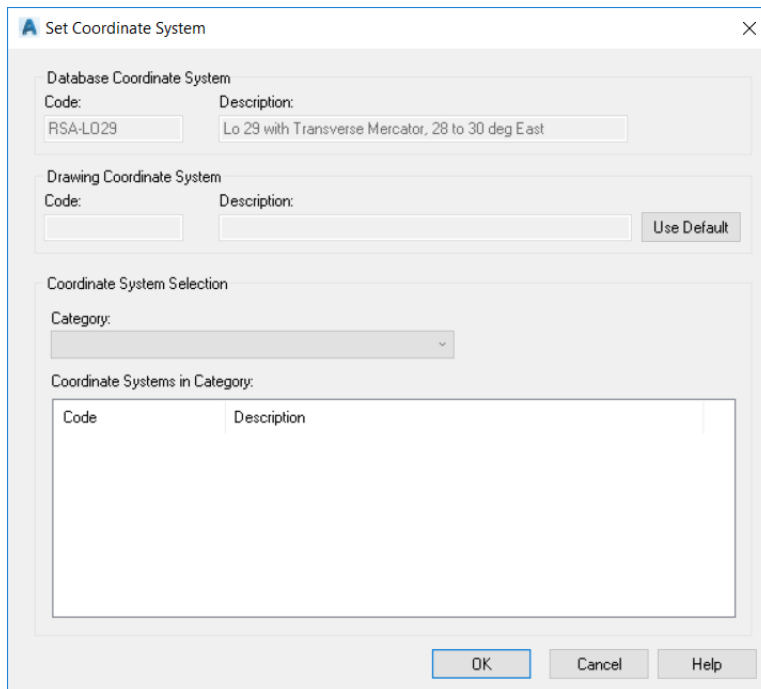 Set Coordinate System
Database Coordinate System
Code: Description:
RSA-LO29 Lo 29 with Transverse Mercator, 28 to 30 deg East
Drawing Coordinate System
Code: Description:
Use Default
Coordinate System Selection
Category:
Coordinate Systems in Category:
Code Description
OK Cancel Help